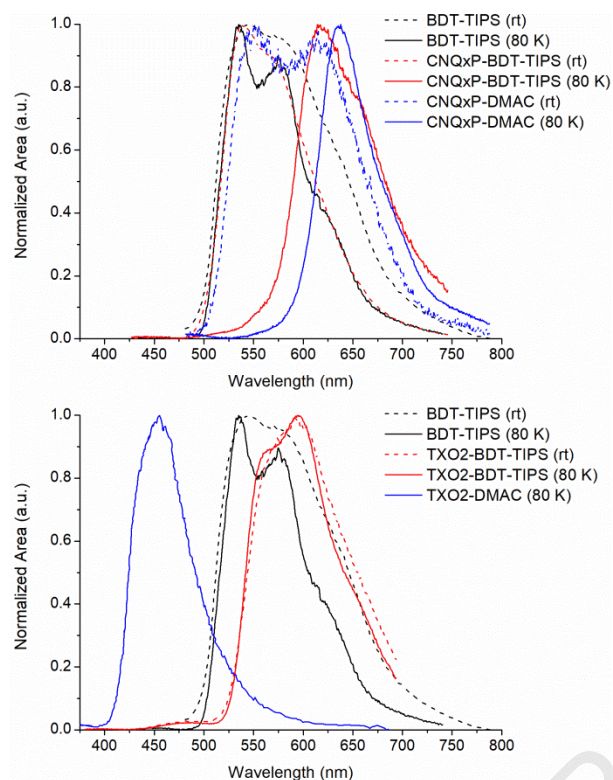 1.0
0.8
0.6
0.4
0.2
0.0
Normalized Area (a.u.)
BDT-TIPS (rt)
BDT-TIPS (80 K)
CNQxP-BDT-TIPS (rt)
CNQxP-BDT-TIPS (80 K)
CNQxP-DMAC (rt)
CNQxP-DMAC (80 K)
400 450 500 550 600 650 700 750 800
Wavelength (nm)
1.0
0.8
0.6
0.4
0.2
0.0
Normalized Area (a.u.)
BDT-TIPS (rt)
BDT-TIPS (80 K)
TXO2-BDT-TIPS (rt)
TXO2-BDT-TIPS (80 K)
TXO2-DMAC (80 K)
400 450 500 550 600 650 700 750 800
Wavelength (nm)